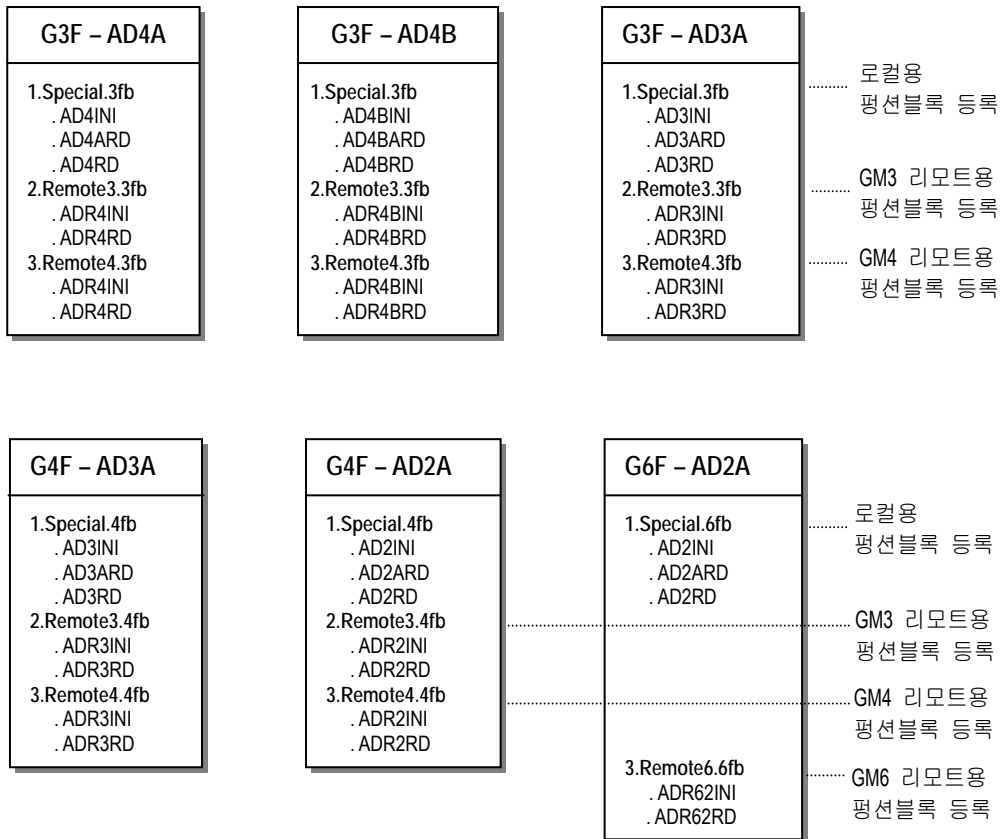 G3F – AD4A
1.Special.3fb
. AD4INI
. AD4ARD
. AD4RD
2.Remote3.3fb
. ADR4INI
. ADR4RD
3.Remote4.3fb
. ADR4INI
. ADR4RD
G3F – AD4B
1.Special.3fb
. AD4BINI
. AD4BARD
. AD4BRD
2.Remote3.3fb
. ADR4BINI
. ADR4BRD
3.Remote4.3fb
. ADR4BINI
. ADR4BRD
G3F – AD3A
1.Special.3fb
. AD3INI
. AD3ARD
. AD3RD
2.Remote3.3fb
. ADR3INI
. ADR3RD
3.Remote4.3fb
. ADR3INI
. ADR3RD
로컬용
펑션블록 등록
GM3 리모트용
펑션블록 등록
GM4 리모트용
펑션블록 등록
G4F – AD3A
1.Special.4fb
. AD3INI
. AD3ARD
. AD3RD
2.Remote3.4fb
. ADR3INI
. ADR3RD
3.Remote4.4fb
. ADR3INI
. ADR3RD
G4F – AD2A
1.Special.4fb
. AD2INI
. AD2ARD
. AD2RD
2.Remote3.4fb
. ADR2INI
. ADR2RD
3.Remote4.4fb
. ADR2INI
. ADR2RD
G6F – AD2A
1.Special.6fb
. AD2INI
. AD2ARD
. AD2RD
3.Remote6.6fb
. ADR62INI
. ADR62RD
로컬용
펑션블록 등록
GM3 리모트용
펑션블록 등록
GM4 리모트용
펑션블록 등록
GM6 리모트용
펑션블록 등록